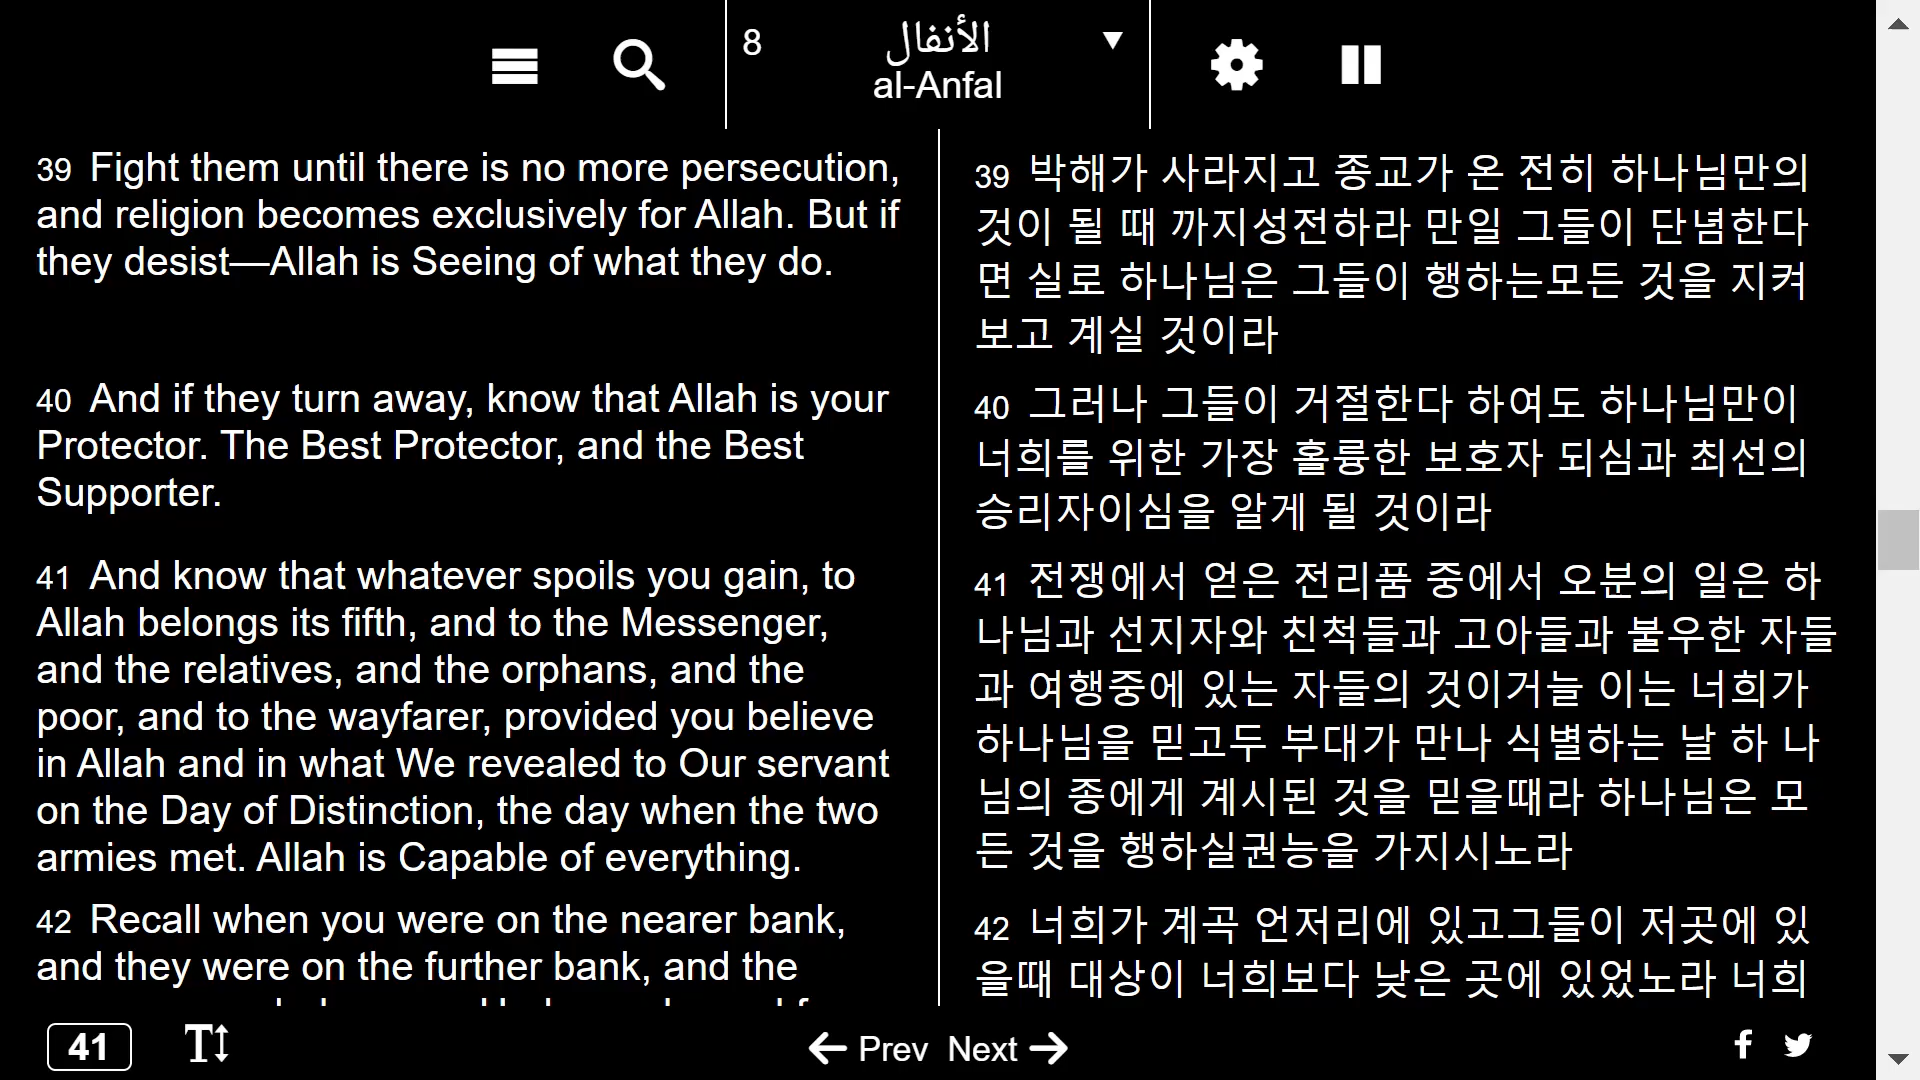 8
الأنفال
al-Anfal
39 Fight them until there is no more persecution,
and religion becomes exclusively for Allah. But if
they desist—Allah is Seeing of what they do.
40 And if they turn away, know that Allah is your
Protector. The Best Protector, and the Best
Supporter.
41 And know that whatever spoils you gain, to
Allah belongs its fifth, and to the Messenger,
and the relatives, and the orphans, and the
poor, and to the wayfarer, provided you believe
in Allah and in what We revealed to Our servant
on the Day of Distinction, the day when the two
armies met. Allah is Capable of everything.
42 Recall when you were on the nearer bank,
and they were on the further bank, and the
39 박해가 사라지고 종교가 온 전히 하나님만의
것이 될 때 까지성전하라 만일 그들이 단념한다
면 실로 하나님은 그들이 행하는모든 것을 지켜
보고 계실 것이라
40 그러나 그들이 거절한다 하여도 하나님만이
너희를 위한 가장 훌륭한 보호자 되심과 최선의
승리자이심을 알게 될 것이라
41 전쟁에서 얻은 전리품 중에서 오분의 일은 하
나님과 선지자와 친척들과 고아들과 불우한 자들
과 여행중에 있는 자들의 것이거늘 이는 너희가
하나님을 믿고두 부대가 만나 식별하는 날 하 나
님의 종에게 계시된 것을 믿을때라 하나님은 모
든 것을 행하실권능을 가지시노라
42 너희가 계곡 언저리에 있고그들이 저곳에 있
을때 대상이 너희보다 낮은 곳에 있었노라 너희
41
Prev Next